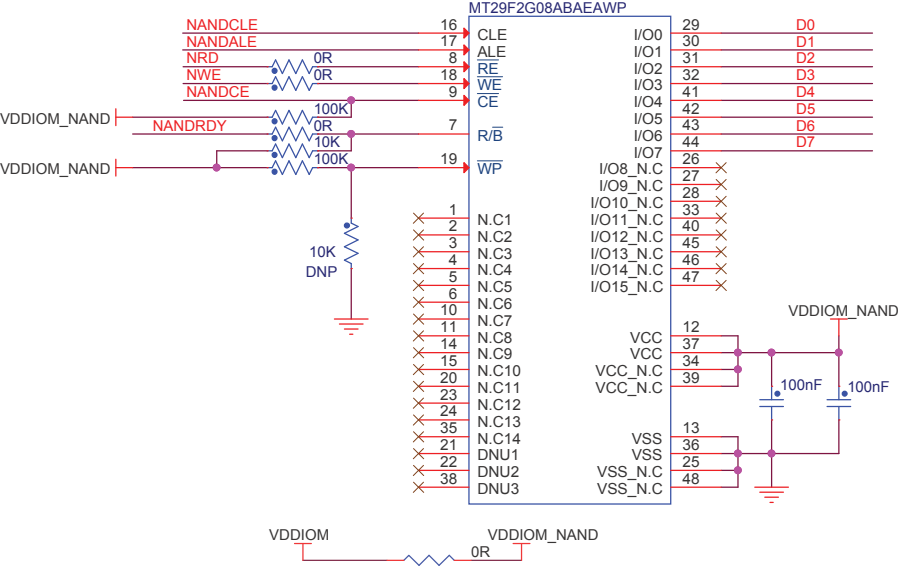 MT29F2G08ABAEAWP
NANDCLE 16 CLE I/O0 29 D0
NANDALE 17 ALE I/O1 30 D1
NRD 0R 8 RE I/O2 31 D2
NWE 0R 18 WE I/O3 32 D3
NANDCE 9 CE I/O4 41 D4
VDDIOM_NAND 100K I/O5 42 D5
NANDRDY 0R 7 R/B I/O6 43 D6
10K I/O7 44 D7
VDDIOM_NAND 100K 19 WP I/O8_N.C 26
I/O9_N.C 27
I/O10_N.C 28
1 N.C1 I/O11_N.C 33
2 N.C2 I/O12_N.C 40
3 N.C3 I/O13_N.C 45
4 N.C4 I/O14_N.C 46
5 N.C5 I/O15_N.C 47
10K
DNP
6 N.C6
10 N.C7
VDDIOM_NAND
11 N.C8 VCC 12
14 N.C9 VCC 37
15 N.C10 VCC_N.C 34
20 N.C11 VCC_N.C 39
100nF 100nF
23 N.C12
24 N.C13
35 N.C14 VSS 13
21 DNU1 VSS 36
22 DNU2 VSS_N.C 25
38 DNU3 VSS_N.C 48
VDDIOM 0R VDDIOM_NAND